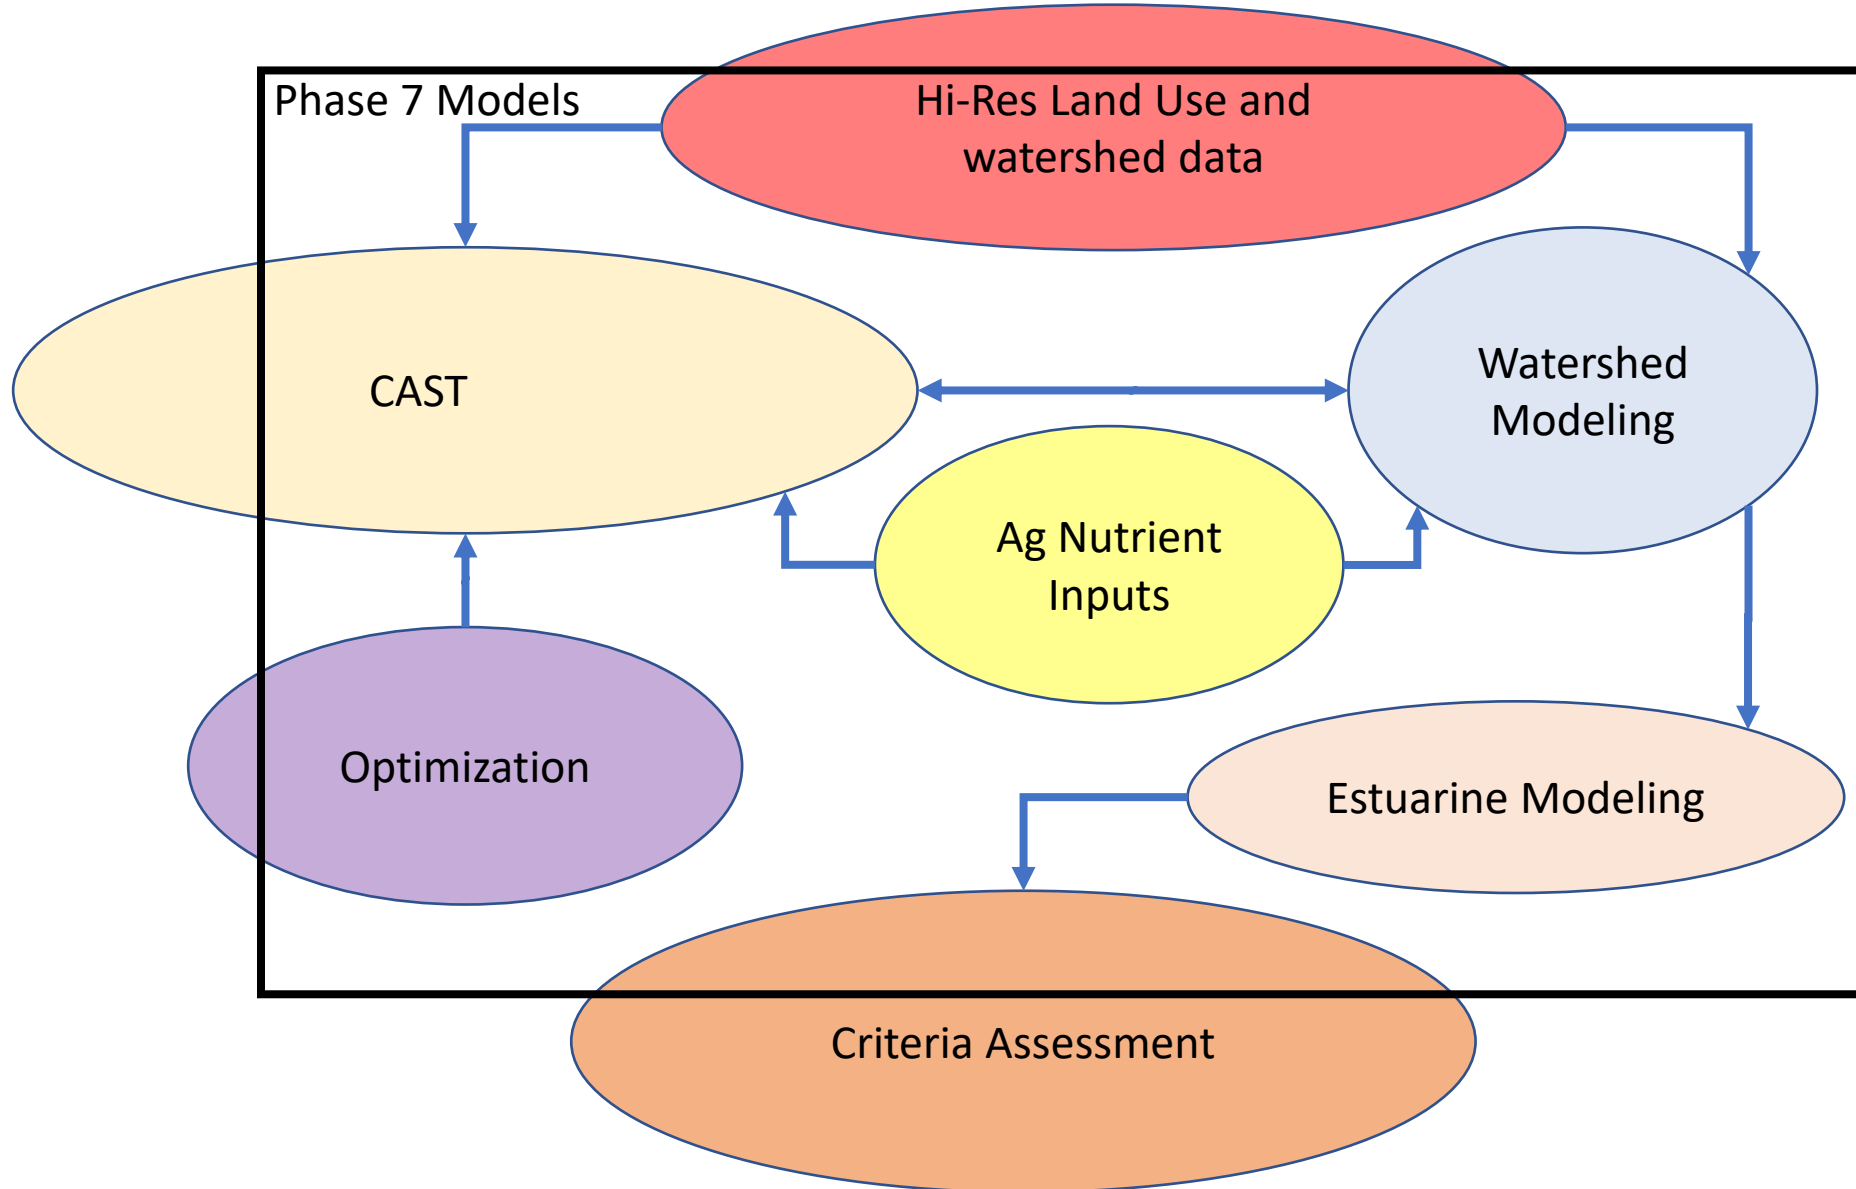 Phase 7 Models
Hi-Res Land Use and
watershed data
CAST
Watershed
Modeling
Ag Nutrient
Inputs
Optimization
Estuarine Modeling
Criteria Assessment